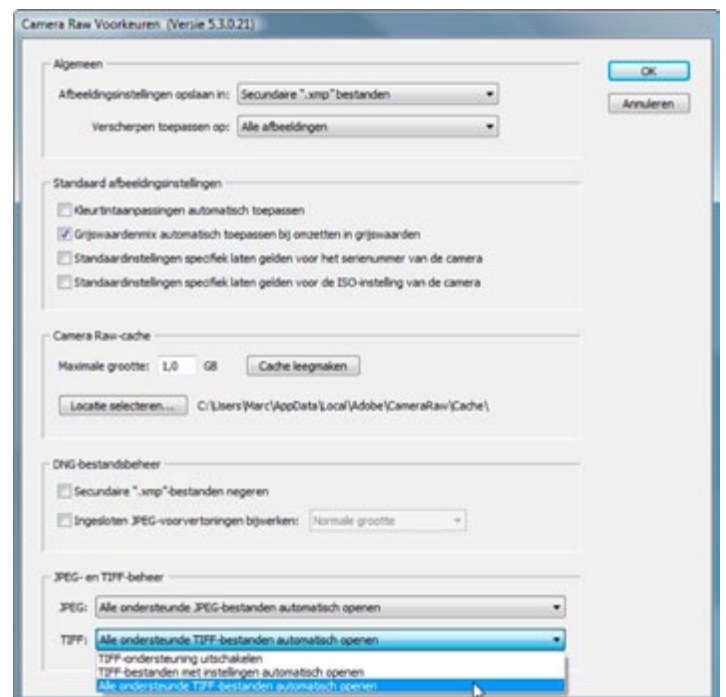 Camera Raw Voorkeuren (Versie 5.3.0.21)
Algemeen
Afbeeldingsinstellingen opslaan in: Secundaire ".xmp" bestanden
Verscherpen toepassen op: Alle afbeeldingen
OK
Annuleren
Standaard afbeeldingsinstellingen
Kleurtintaanpassingen automatisch toepassen
Grijswaardenmix automatisch toepassen bij omzetten in grijswaarden
Standaardinstellingen specifiek laten gelden voor het serienummer van de camera
Standaardinstellingen specifiek laten gelden voor de ISO-instelling van de camera
Camera Raw-cache
Maximale grootte: 1,0 GB Cache leegmaken
Locatie selecteren... C:\Users\Marc\AppData\Local\Adobe\CameraRaw\Cache\
DNG-bestandsbeheer
Secundaire ".xmp"-bestanden negeren
Ingesloten JPEG-voorvertoningen bijwerken: Normale grootte
JPEG- en TIFF-beheer
JPEG: Alle ondersteunde JPEG-bestanden automatisch openen
TIFF: Alle ondersteunde TIFF-bestanden automatisch openen
TIFF-ondersteuning uitschakelen
TIFF-bestanden met instellingen automatisch openen
Alle ondersteunde TIFF-bestanden automatisch openen